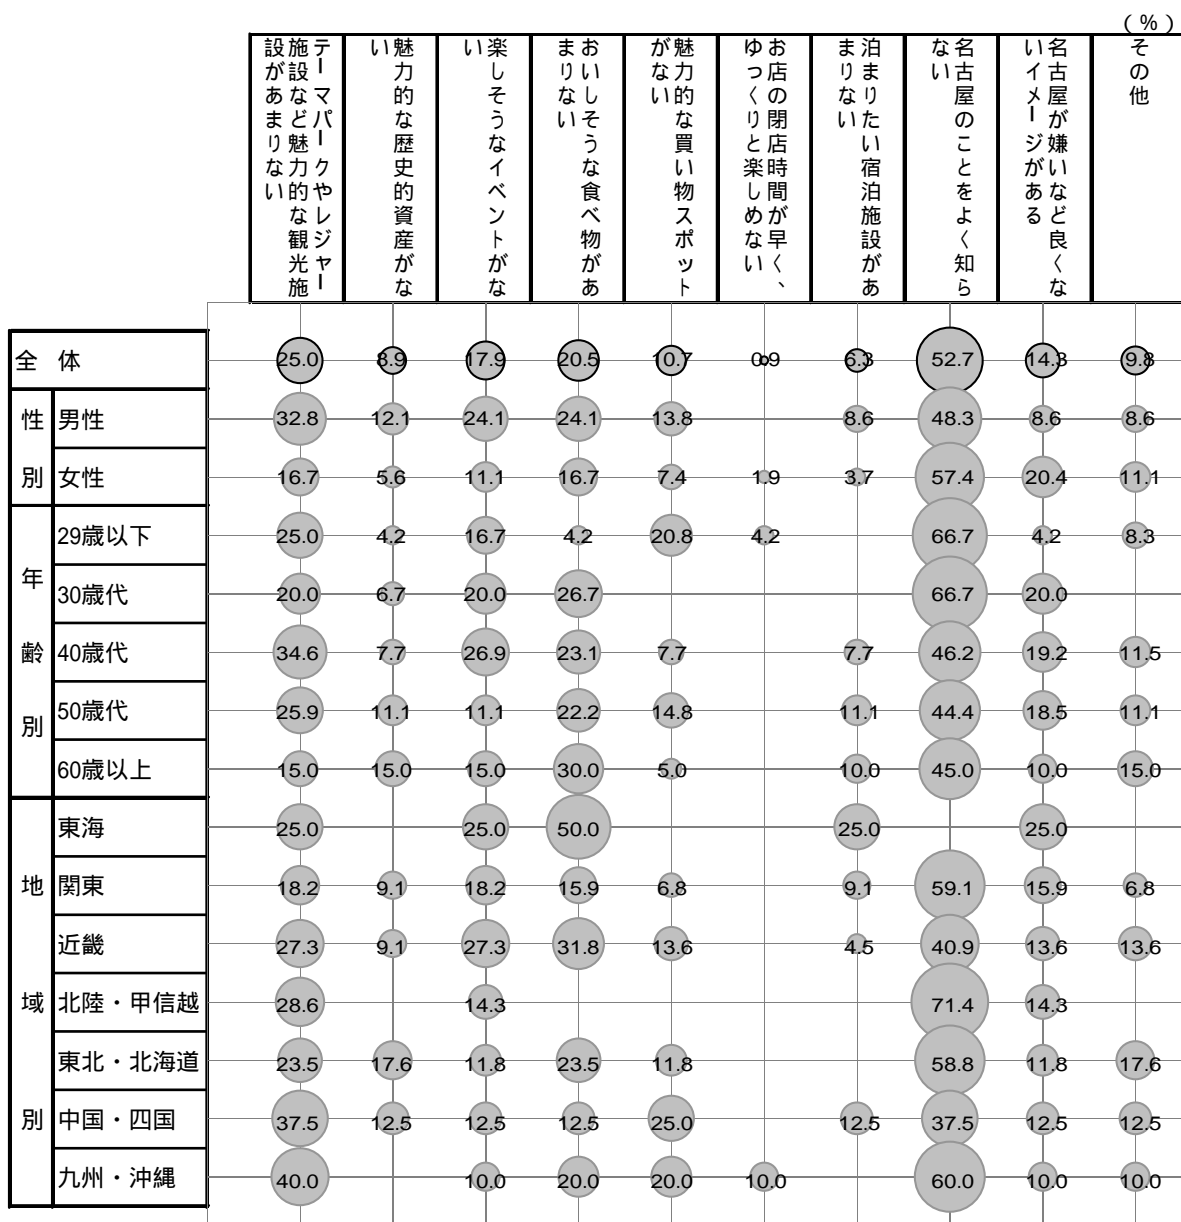 (%)
テーマパークやレジャー
施設など魅力的な観光施
設があまりない
魅力的な歴史的資産がな
い
楽しそうなイベントがな
い
おいしそうな食べ物があ
まりない
魅力的な買い物スポット
がない
お店の閉店時間が早く、
ゆっくりと楽しめない
泊まりたい宿泊施設があ
まりない
名古屋のことをよく知ら
ない
名古屋が嫌いなど良くな
いイメージがある
その他
全 体 25.0 8.9 17.9 20.5 10.7 0.9 6.3 52.7 14.3 9.8
性別
男性 32.8 12.1 24.1 24.1 13.8 8.6 48.3 8.6 8.6
女性 16.7 5.6 11.1 16.7 7.4 1.9 3.7 57.4 20.4 11.1
年齢別
29歳以下 25.0 4.2 16.7 4.2 20.8 4.2 66.7 4.2 8.3
30歳代 20.0 6.7 20.0 26.7 66.7 20.0
40歳代 34.6 7.7 26.9 23.1 7.7 7.7 46.2 19.2 11.5
50歳代 25.9 11.1 11.1 22.2 14.8 11.1 44.4 18.5 11.1
60歳以上 15.0 15.0 15.0 30.0 5.0 10.0 45.0 10.0 15.0
地域別
東海 25.0 25.0 50.0 25.0 25.0
関東 18.2 9.1 18.2 15.9 6.8 9.1 59.1 15.9 6.8
近畿 27.3 9.1 27.3 31.8 13.6 4.5 40.9 13.6 13.6
北陸・甲信越 28.6 14.3 71.4 14.3
東北・北海道 23.5 17.6 11.8 23.5 11.8 58.8 11.8 17.6
中国・四国 37.5 12.5 12.5 12.5 25.0 12.5 37.5 12.5 12.5
九州・沖縄 40.0 10.0 20.0 20.0 10.0 60.0 10.0 10.0